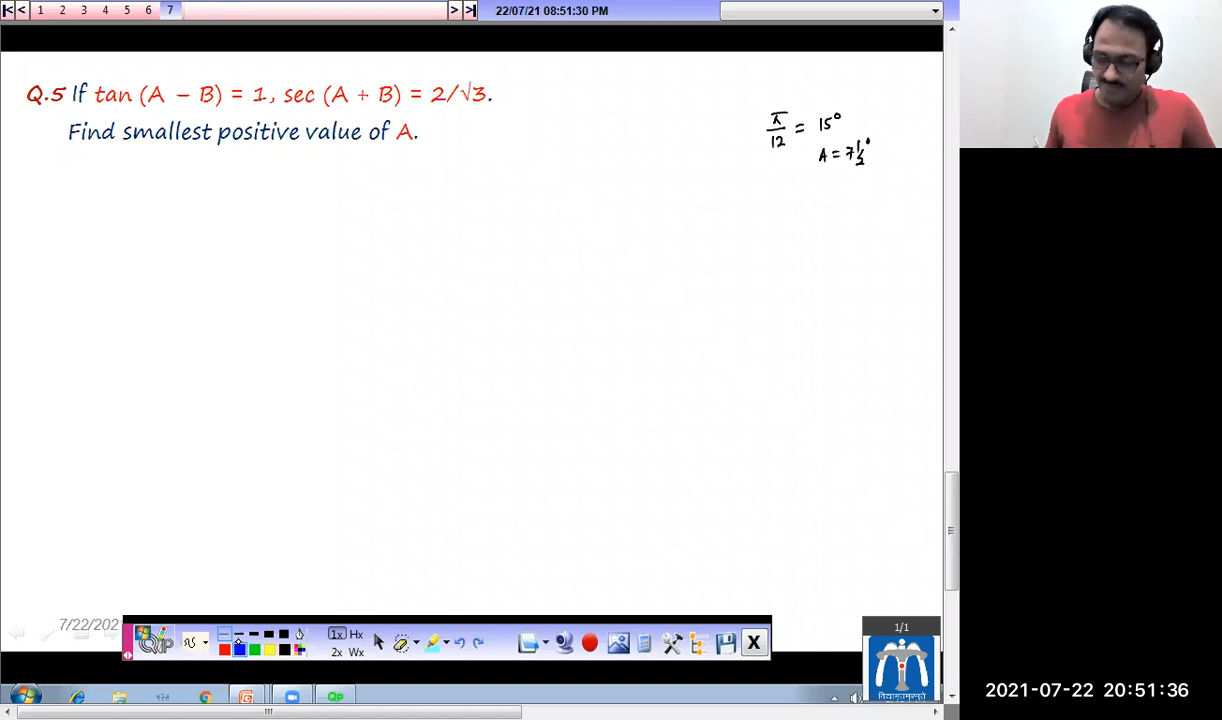 1 2 3 4 5 6 7
22/07/21 08:51:30 PM
Q.5 If tan (A − B) = 1, sec (A + B) = 2/√3.
Find smallest positive value of A.
π/12 = 15°
A = 7½°
7/22/202
1x Hx
2x Wx
X
1/1
Qp
2021-07-22 20:51:36